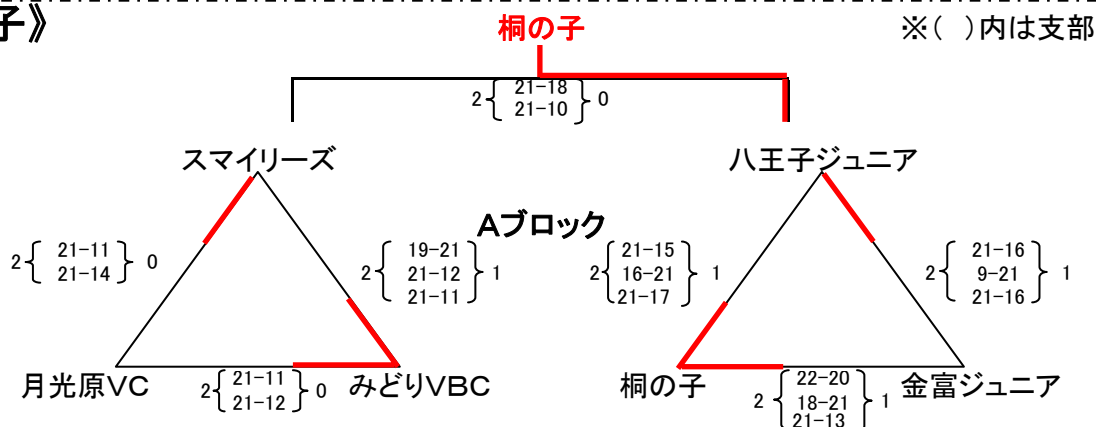 子》
桐の子
※( )内は支部
2 21-18 0
21-10
スマイリーズ
八王子ジュニア
Aブロック
2 21-11 0
21-14
19-21
2 21-12 1
21-11
21-15
2 16-21 1
21-17
21-16
2 9-21 1
21-16
月光原VC
2 21-11 0
21-12
みどりVBC
桐の子
22-20
2 18-21 1
21-13
金富ジュニア